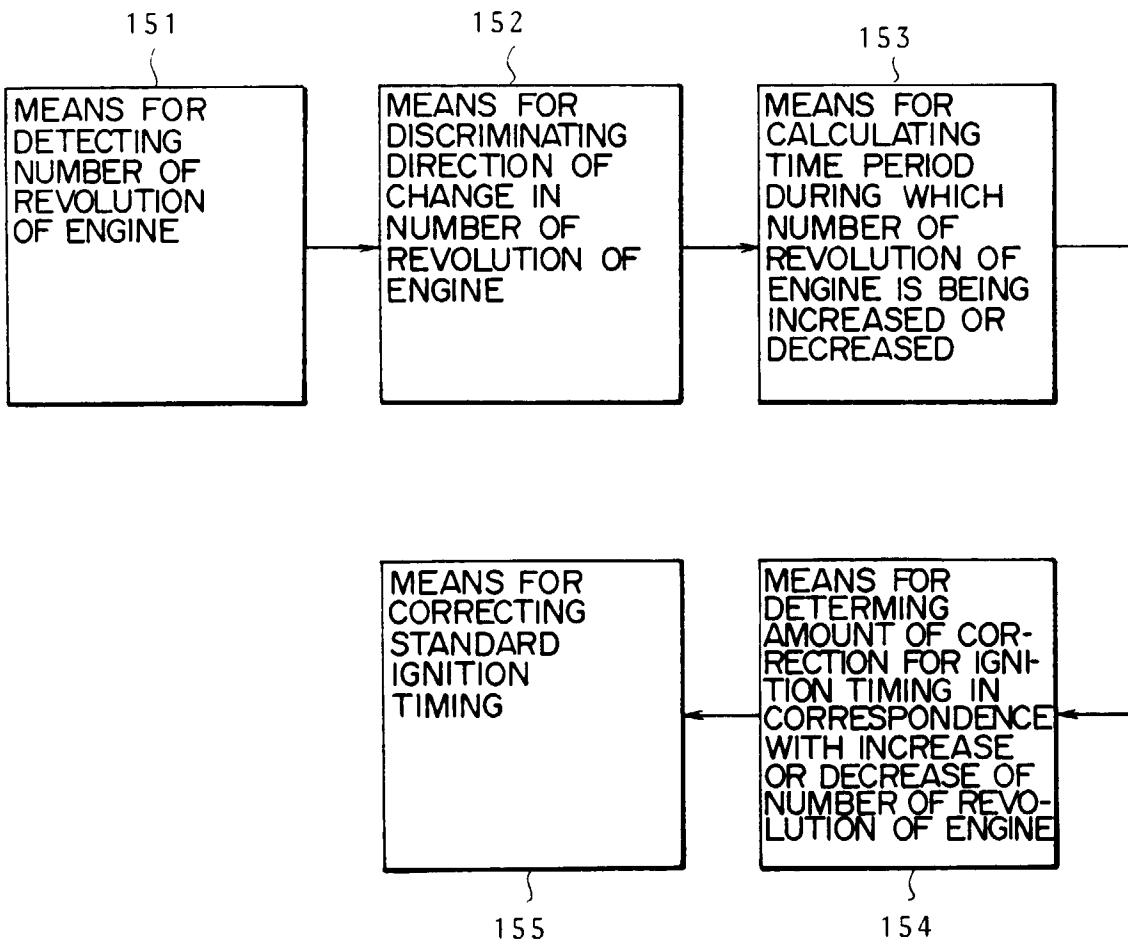 151
MEANS FOR
DETECTING
NUMBER OF
REVOLUTION
OF ENGINE
152
MEANS FOR
DISCRIMINATING
DIRECTION OF
CHANGE IN
NUMBER OF
REVOLUTION OF
ENGINE
153
MEANS FOR
CALCULATING
TIME PERIOD
DURING WHICH
NUMBER OF
REVOLUTION OF
ENGINE IS BEING
INCREASED OR
DECREASED
MEANS FOR
CORRECTING
STANDARD
IGNITION
TIMING
155
MEANS FOR
DETERMING
AMOUNT OF COR-
RECTION FOR IGNI-
TION TIMING IN
CORRESPONDENCE
WITH INCREASE
OR DECREASE OF
NUMBER OF REVO-
LUTION OF ENGINE
154